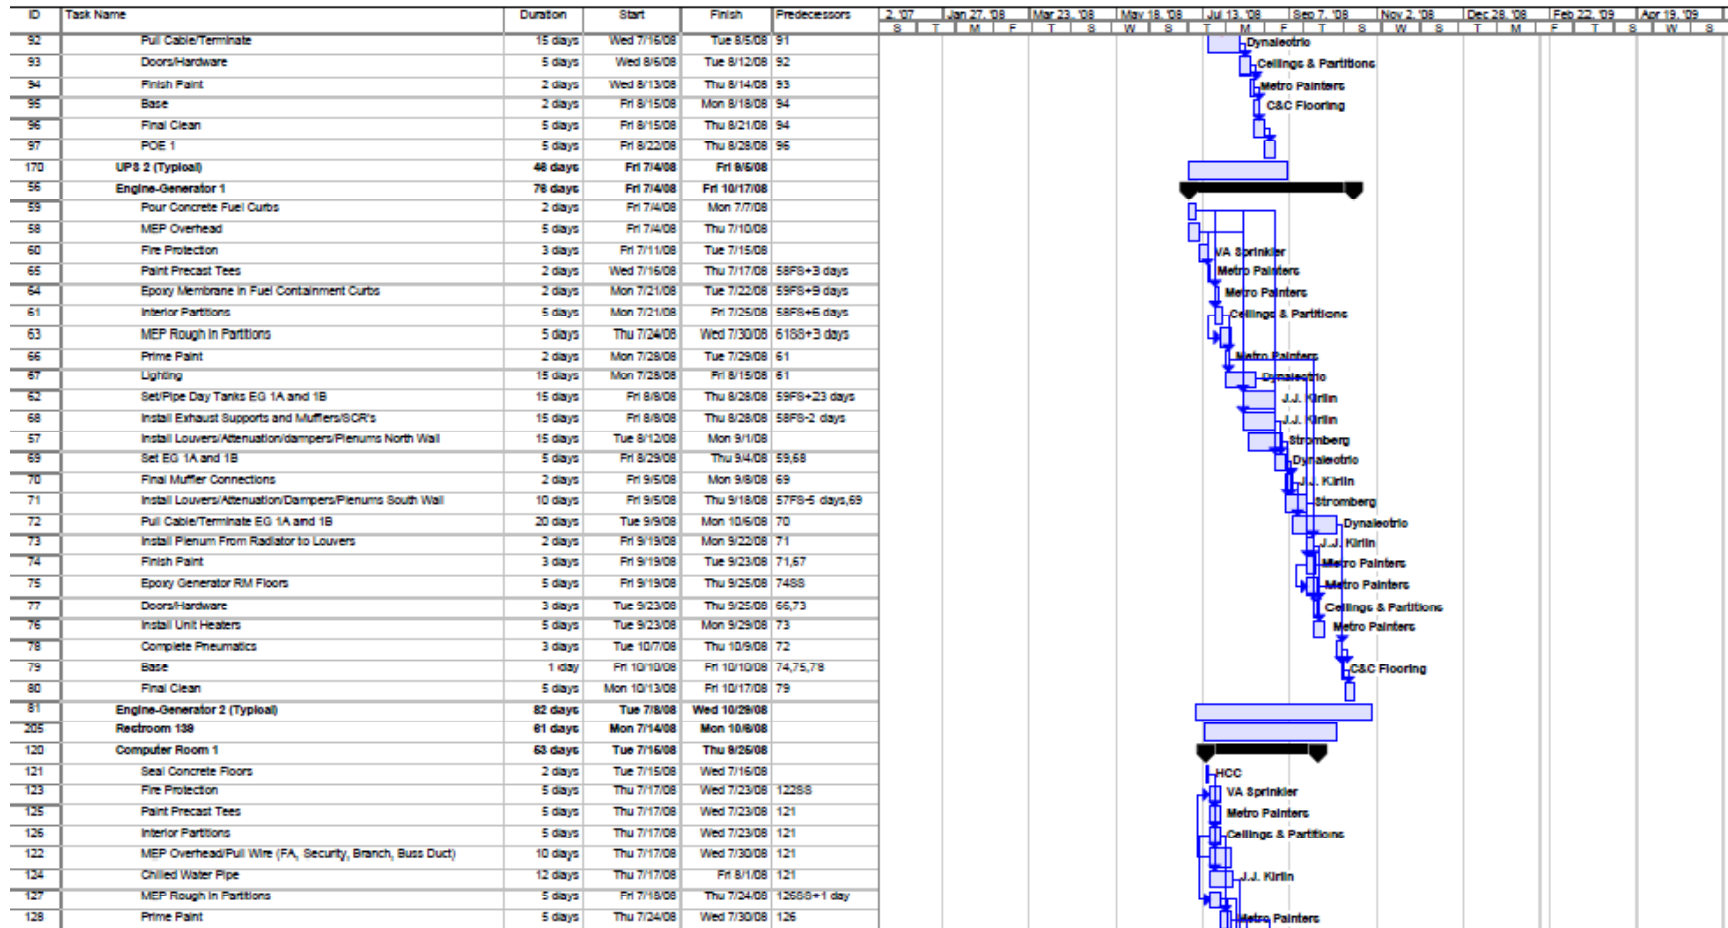 ID Task Name Duration Start Finish Predecessors 2, '07 Jan 27, '08 Mar 23, '08 May 18, '08 Jul 13, '08 Sep 7, '08 Nov 2, '08 Dec 28, '08 Feb 22, '09 Apr 19, '09
S T M F T S W S T M F T S W S T M F T S W S
92 Pull Cable/Terminate 15 days Wed 7/16/08 Tue 8/5/08 91 Dynalectric
93 Doors/Hardware 5 days Wed 8/6/08 Tue 8/12/08 92 Ceilings & Partitions
94 Finish Paint 2 days Wed 8/13/08 Thu 8/14/08 93 Metro Painters
95 Base 2 days Fri 8/15/08 Mon 8/18/08 94 C&C Flooring
96 Final Clean 5 days Fri 8/15/08 Thu 8/21/08 94
97 POE 1 5 days Fri 8/22/08 Thu 8/28/08 96
170 UPS 2 (Typical) 46 days Fri 7/4/08 Fri 9/5/08
56 Engine-Generator 1 76 days Fri 7/4/08 Fri 10/17/08
59 Pour Concrete Fuel Curbs 2 days Fri 7/4/08 Mon 7/7/08
58 MEP Overhead 5 days Fri 7/4/08 Thu 7/10/08
60 Fire Protection 3 days Fri 7/11/08 Tue 7/15/08 VA Sprinkler
65 Paint Precast Tees 2 days Wed 7/16/08 Thu 7/17/08 58FS+3 days Metro Painters
64 Epoxy Membrane in Fuel Containment Curbs 2 days Mon 7/21/08 Tue 7/22/08 59FS+9 days Metro Painters
61 Interior Partitions 5 days Mon 7/21/08 Fri 7/25/08 58FS+6 days Ceilings & Partitions
63 MEP Rough In Partitions 5 days Thu 7/24/08 Wed 7/30/08 61SS+3 days
66 Prime Paint 2 days Mon 7/28/08 Tue 7/29/08 61 Metro Painters
67 Lighting 15 days Mon 7/28/08 Fri 8/15/08 61 Dynalectric
62 Set/Pipe Day Tanks EG 1A and 1B 15 days Fri 8/8/08 Thu 8/28/08 59FS+23 days J.J. Kirlin
68 Install Exhaust Supports and Mufflers/SCR's 15 days Fri 8/8/08 Thu 8/28/08 58FS-2 days J.J. Kirlin
57 Install Louvers/Attenuation/dampers/Plenums North Wall 15 days Tue 8/12/08 Mon 9/1/08 Stromberg
69 Set EG 1A and 1B 5 days Fri 8/29/08 Thu 9/4/08 59,68 Dynalectric
70 Final Muffler Connections 2 days Fri 9/5/08 Mon 9/8/08 69 J.J. Kirlin
71 Install Louvers/Attenuation/Dampers/Plenums South Wall 10 days Fri 9/5/08 Thu 9/18/08 57FS-5 days,69 Stromberg
72 Pull Cable/Terminate EG 1A and 1B 20 days Tue 9/9/08 Mon 10/6/08 70 Dynalectric
73 Install Plenum From Radiator to Louvers 2 days Fri 9/19/08 Mon 9/22/08 71 J.J. Kirlin
74 Finish Paint 3 days Fri 9/19/08 Tue 9/23/08 71,67 Metro Painters
75 Epoxy Generator RM Floors 5 days Fri 9/19/08 Thu 9/25/08 74SS Metro Painters
77 Doors/Hardware 3 days Tue 9/23/08 Thu 9/25/08 66,73 Ceilings & Partitions
76 Install Unit Heaters 5 days Tue 9/23/08 Mon 9/29/08 73 Metro Painters
78 Complete Pneumatics 3 days Tue 10/7/08 Thu 10/9/08 72
79 Base 1 day Fri 10/10/08 Fri 10/10/08 74,75,78 C&C Flooring
80 Final Clean 5 days Mon 10/13/08 Fri 10/17/08 79
81 Engine-Generator 2 (Typical) 82 days Tue 7/8/08 Wed 10/29/08
205 Restroom 139 61 days Mon 7/14/08 Mon 10/6/08
120 Computer Room 1 53 days Tue 7/15/08 Thu 9/25/08
121 Seal Concrete Floors 2 days Tue 7/15/08 Wed 7/16/08 HCC
123 Fire Protection 5 days Thu 7/17/08 Wed 7/23/08 122SS VA Sprinkler
125 Paint Precast Tees 5 days Thu 7/17/08 Wed 7/23/08 121 Metro Painters
126 Interior Partitions 5 days Thu 7/17/08 Wed 7/23/08 121 Ceilings & Partitions
122 MEP Overhead/Pull Wire (FA, Security, Branch, Buss Duct) 10 days Thu 7/17/08 Wed 7/30/08 121
124 Chilled Water Pipe 12 days Thu 7/17/08 Fri 8/1/08 121 J.J. Kirlin
127 MEP Rough In Partitions 5 days Fri 7/18/08 Thu 7/24/08 126SS+1 day
128 Prime Paint 5 days Thu 7/24/08 Wed 7/30/08 126 Metro Painters